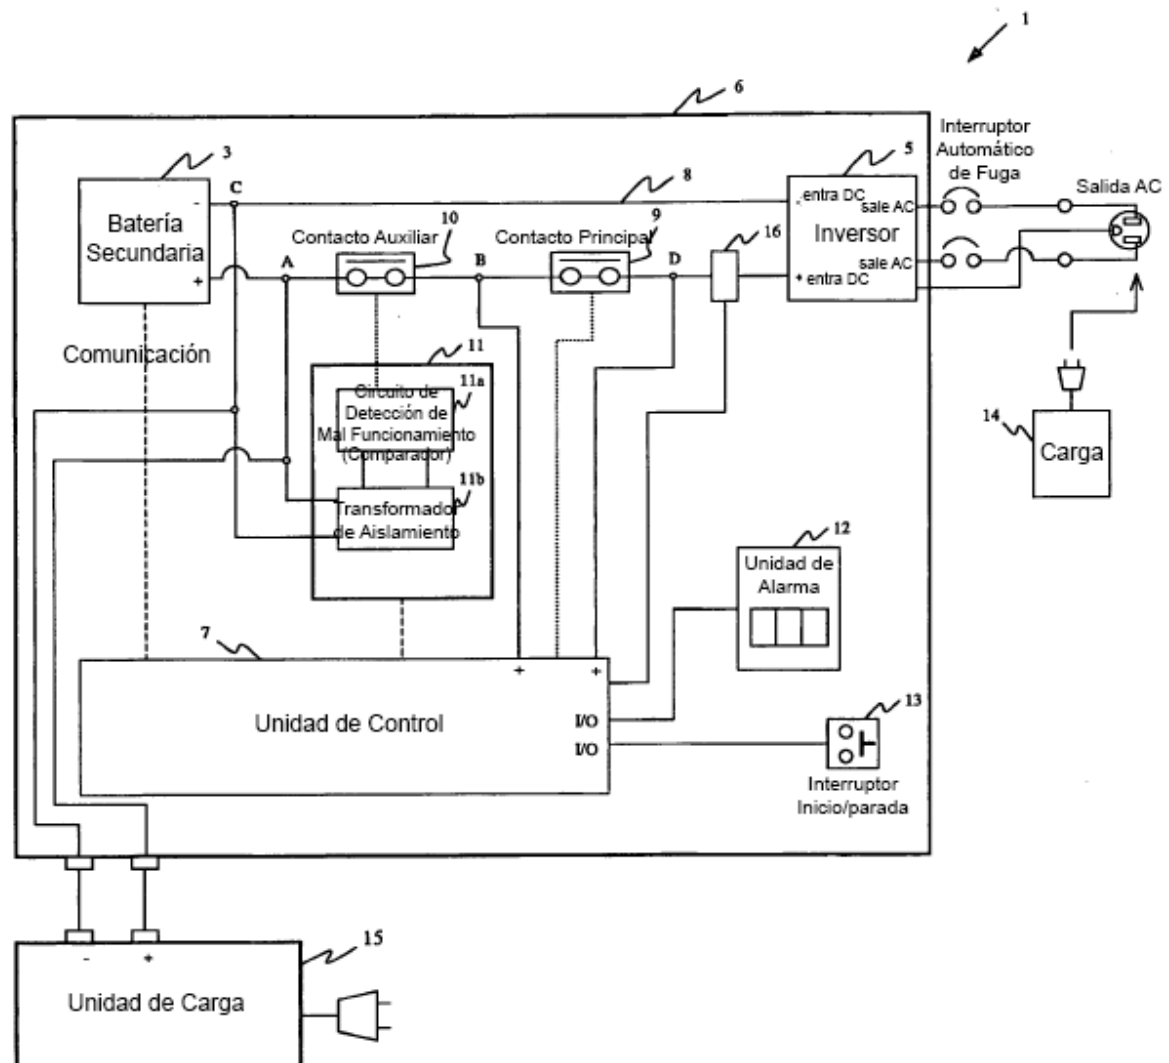 1
6
3
C
8
5
Interruptor
Automático
de Fuga
Salida AC
-
Batería
Secundaria
+
A
Contacto Auxiliar
10
B
Contacto Principal
9
D
16
- entra DC
sale AC
Inversor
sale AC
+ entra DC
Comunicación
11
11a
Circuito de
Detección de
Mal Funcionamiento
(Comparador)
11b
Transformador
de Aislamiento
14
Carga
12
Unidad de
Alarma
7
+
+
Unidad de Control
I/O
I/O
13
Interruptor
Inicio/parada
15
-
+
Unidad de Carga